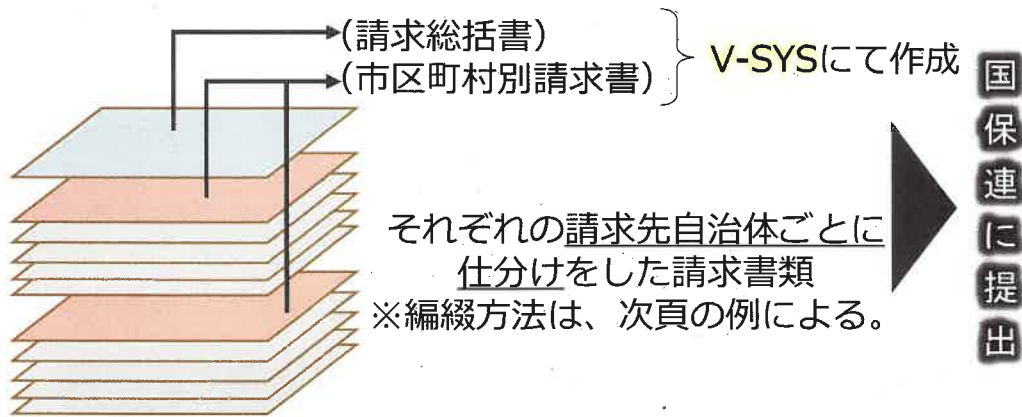 (請求総括書)
(市区町村別請求書)
V-SYSにて作成
それぞれの請求先自治体ごとに
仕分けをした請求書類
※編綴方法は、次頁の例による。
国保連に提出